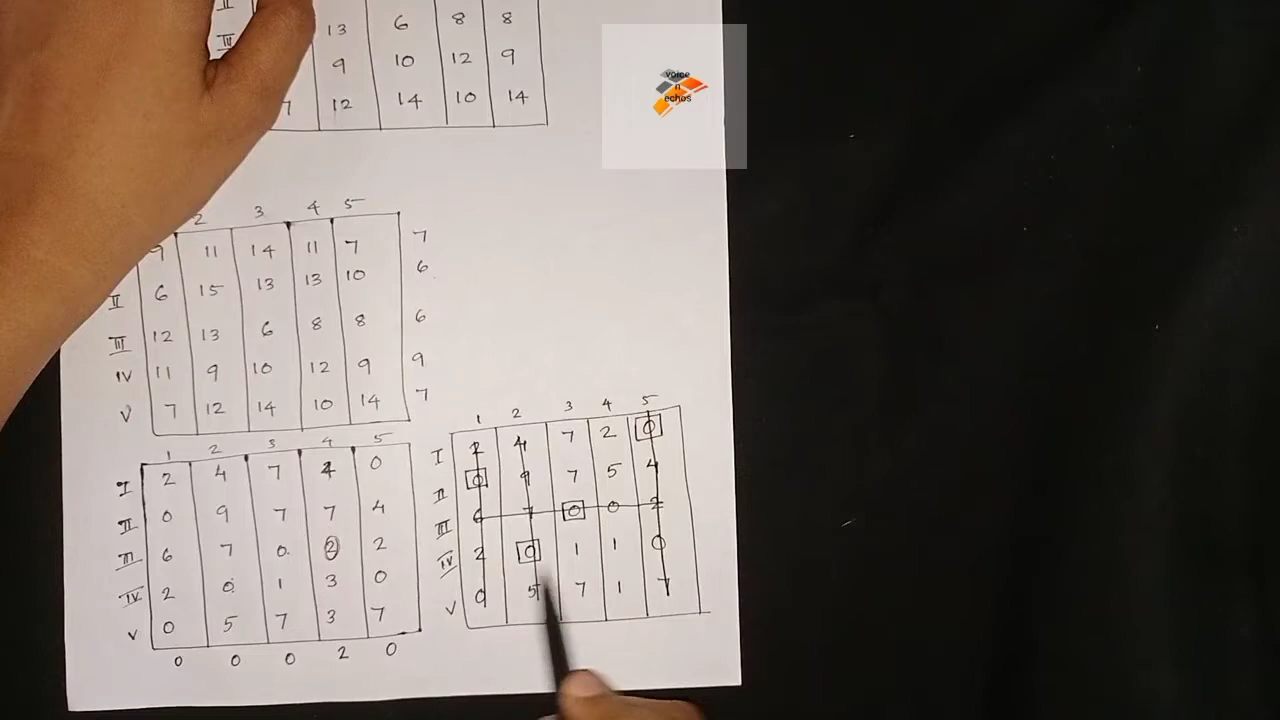 II
III 13 6 8 8
9 10 12 9
7 12 14 10 14
voice
n
echos
2 3 4 5
9 11 14 11 7 7
II 6 15 13 13 10 6
III 12 13 6 8 8 6
IV 11 9 10 12 9 9
V 7 12 14 10 14 7
1 2 3 4 5
I 2 4 7 4 0
II 0 9 7 7 4
III 6 7 0 2 2
IV 2 0 1 3 0
V 0 5 7 3 7
0 0 0 2 0
1 2 3 4 5
I 2 4 7 2 0
II 0 9 7 5 4
III 6 7 0 0 2
IV 2 0 1 1 0
V 0 5 7 1 7